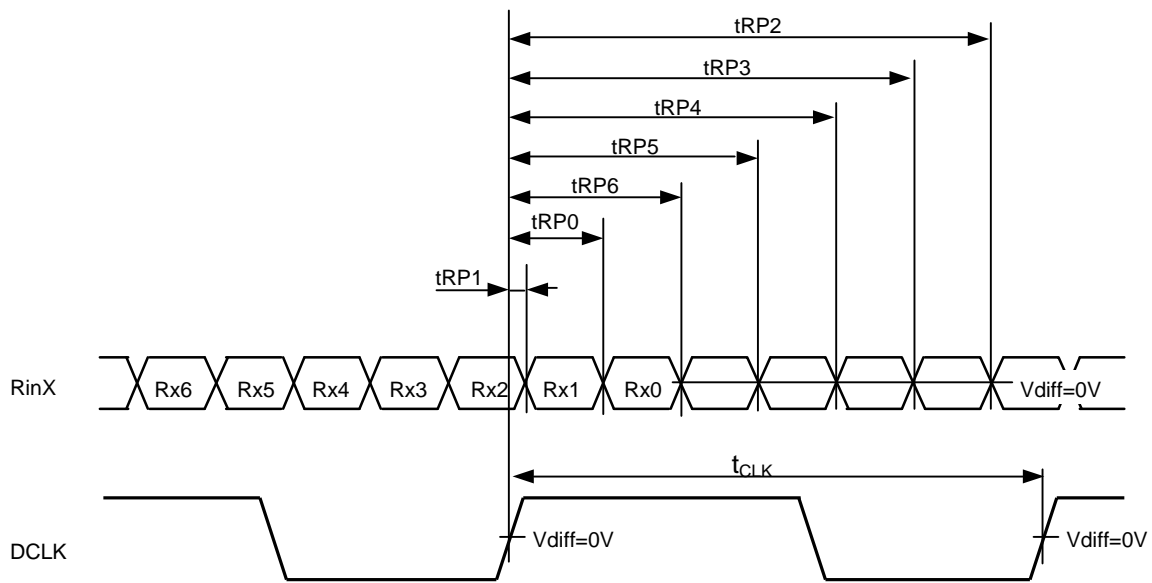 tRP2
tRP3
tRP4
tRP5
tRP6
tRP0
tRP1
RinX Rx6 Rx5 Rx4 Rx3 Rx2 Rx1 Rx0 Vdiff=0V
tCLK
DCLK Vdiff=0V Vdiff=0V